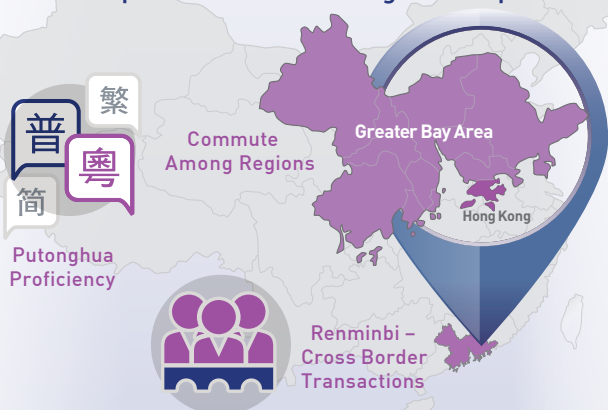 繁
普
粵
简
Putonghua
Proficiency
Commute
Among Regions
Greater Bay Area
Hong Kong
Renminbi –
Cross Border
Transactions